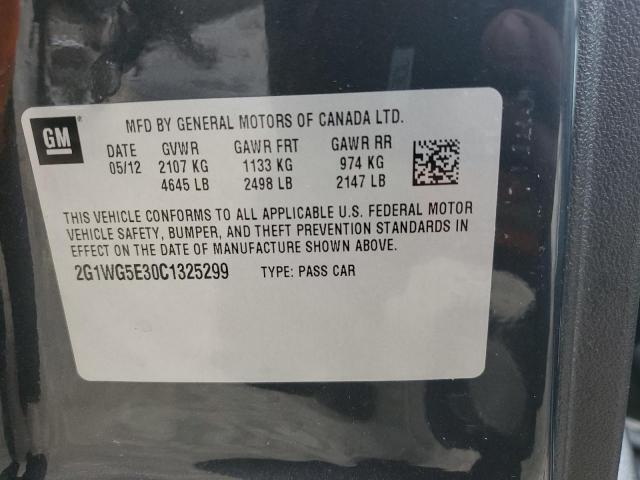 GM
MFD BY GENERAL MOTORS OF CANADA LTD.
DATE GVWR GAWR FRT GAWR RR
05/12 2107 KG 1133 KG 974 KG
4645 LB 2498 LB 2147 LB
THIS VEHICLE CONFORMS TO ALL APPLICABLE U.S. FEDERAL MOTOR
VEHICLE SAFETY, BUMPER, AND THEFT PREVENTION STANDARDS
IN EFFECT ON THE DATE OF MANUFACTURE SHOWN ABOVE.
2G1WG5E30C1325299 TYPE: PASS CAR